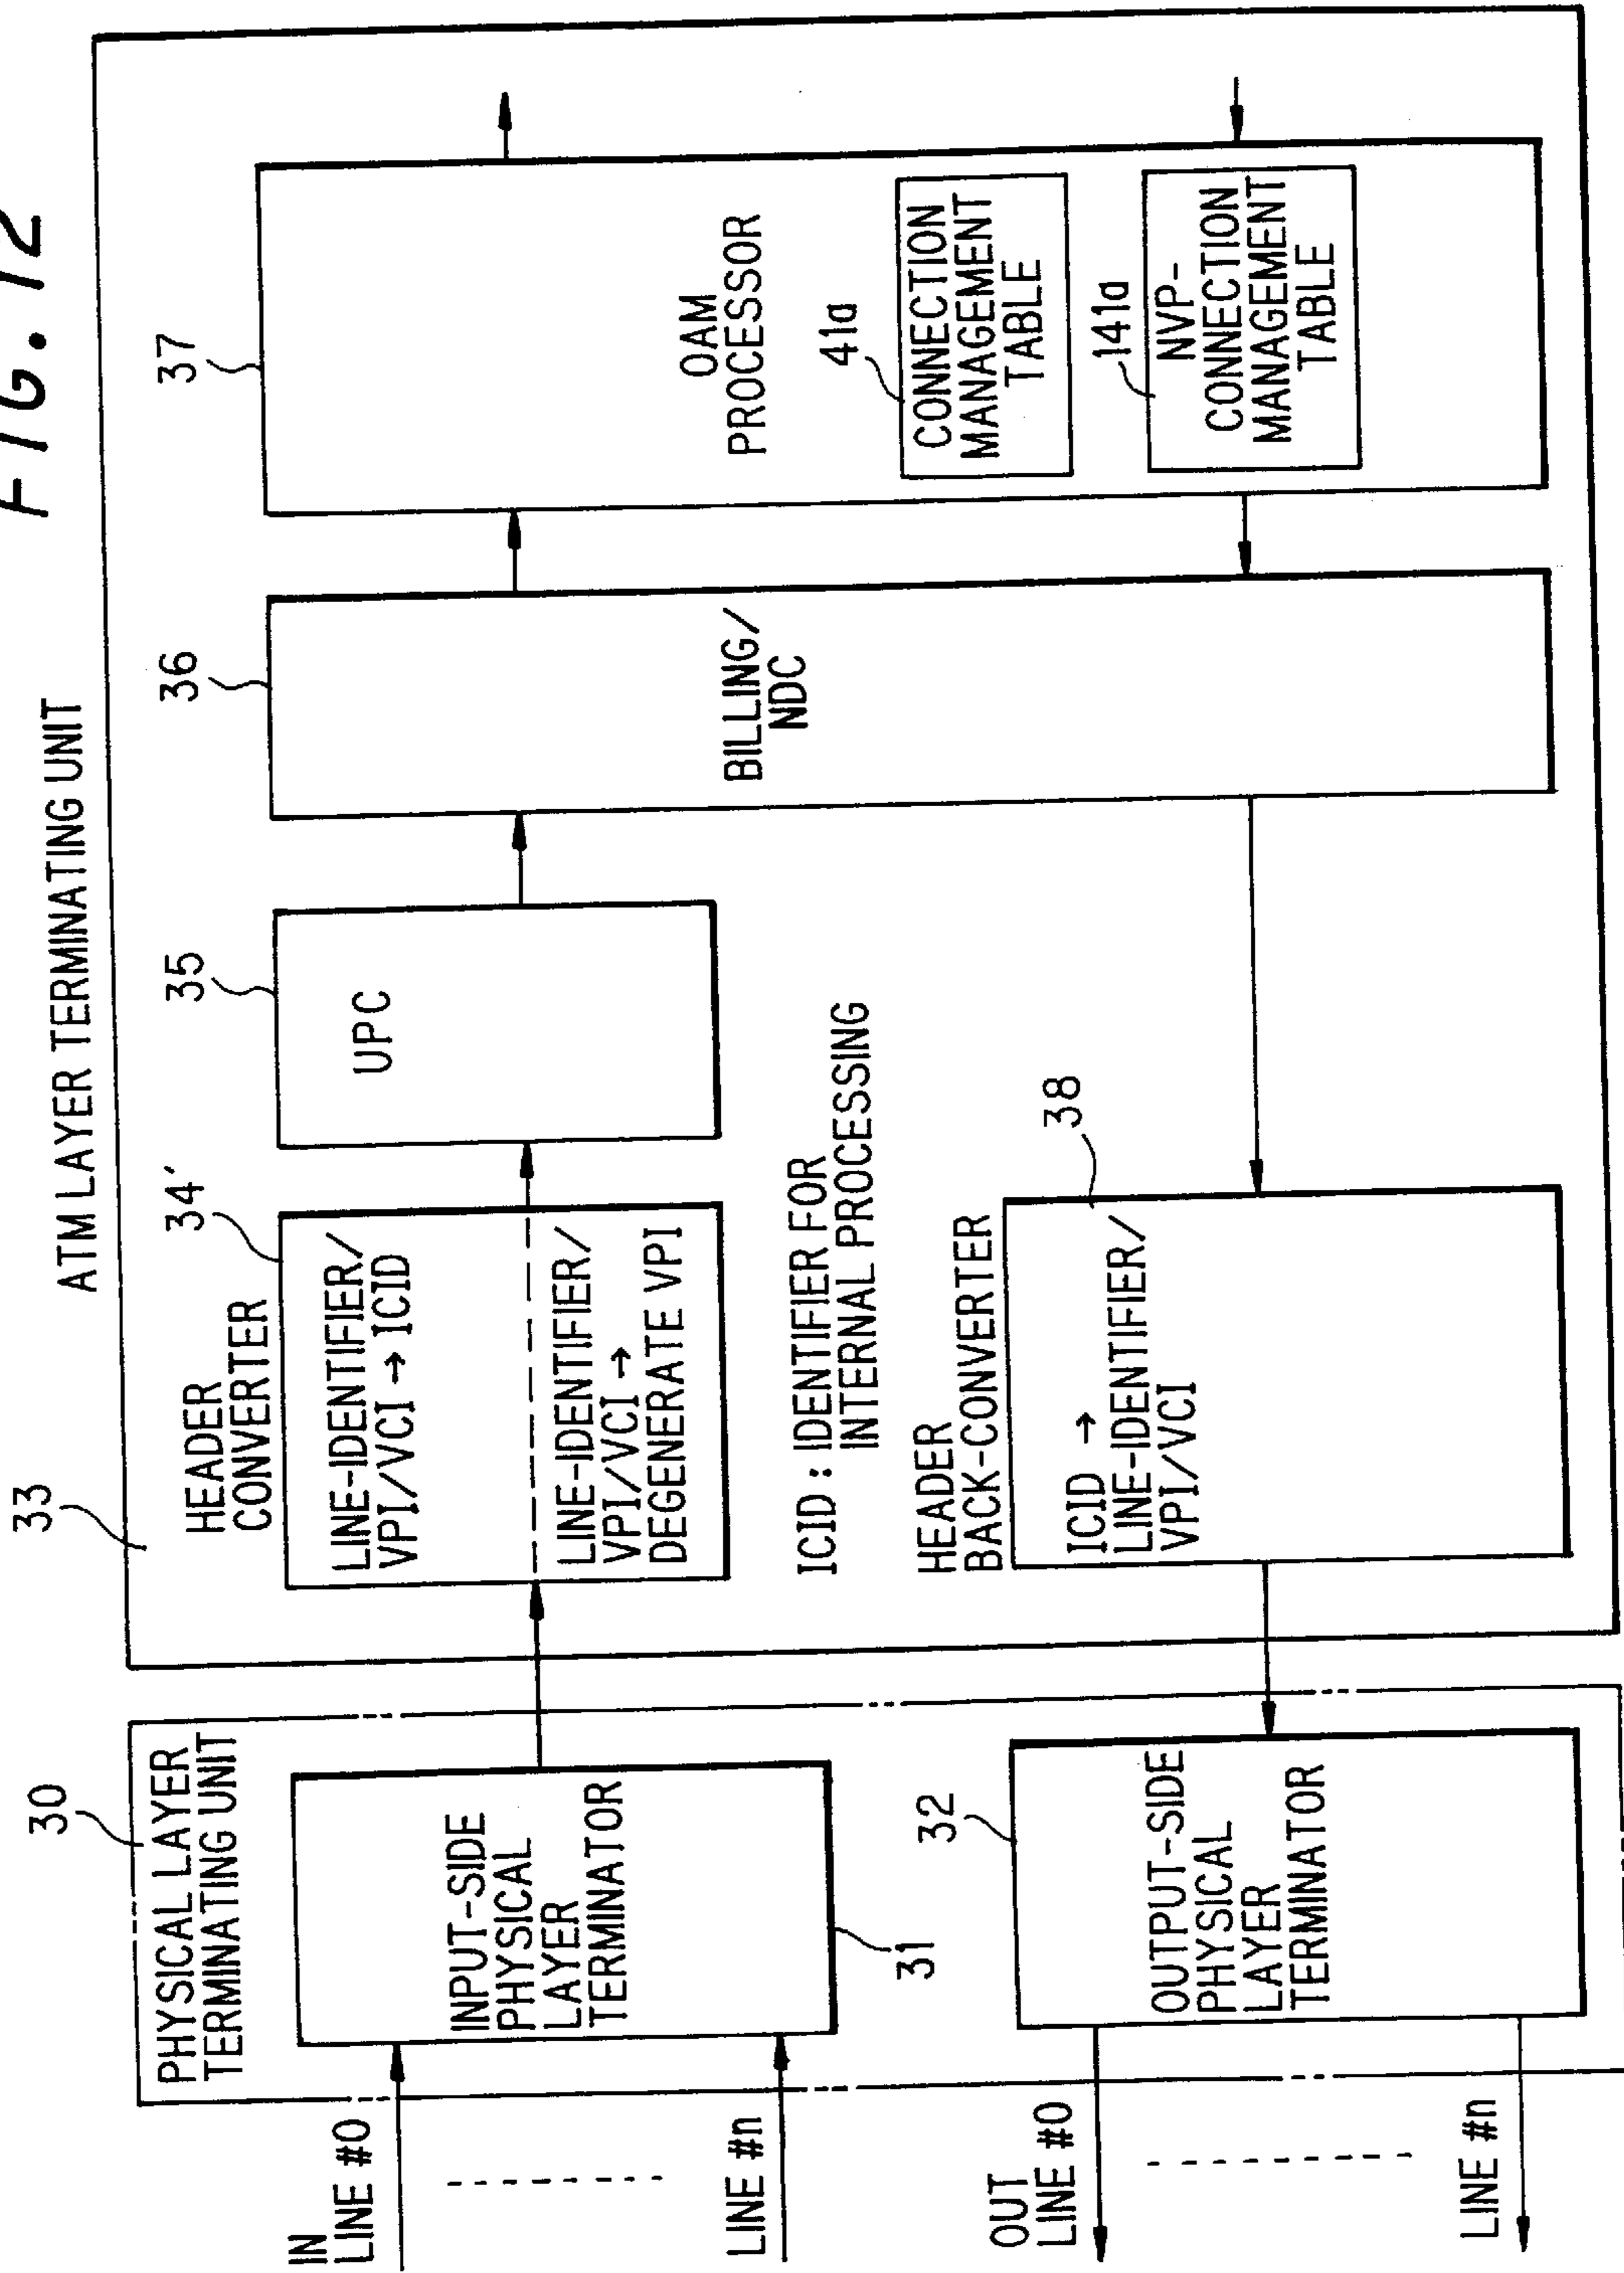 FIG. 12
ATM LAYER TERMINATING UNIT
33
30
PHYSICAL LAYER
TERMINATING UNIT
IN
LINE #0
LINE #n
INPUT-SIDE
PHYSICAL
LAYER
TERMINATOR
31
HEADER
CONVERTER
34′
LINE-IDENTIFIER/
VPI/VCI → ICID
LINE-IDENTIFIER/
VPI/VCI →
DEGENERATE VPI
35
UPC
36
BILLING/
NDC
37
OAM
PROCESSOR
41a
CONNECTION
MANAGEMENT
TABLE
141a
NVP-
CONNECTION
MANAGEMENT
TABLE
ICID : IDENTIFIER FOR
INTERNAL PROCESSING
HEADER
BACK-CONVERTER
38
ICID →
LINE-IDENTIFIER/
VPI/VCI
32
OUTPUT-SIDE
PHYSICAL
LAYER
TERMINATOR
OUT
LINE #0
LINE #n